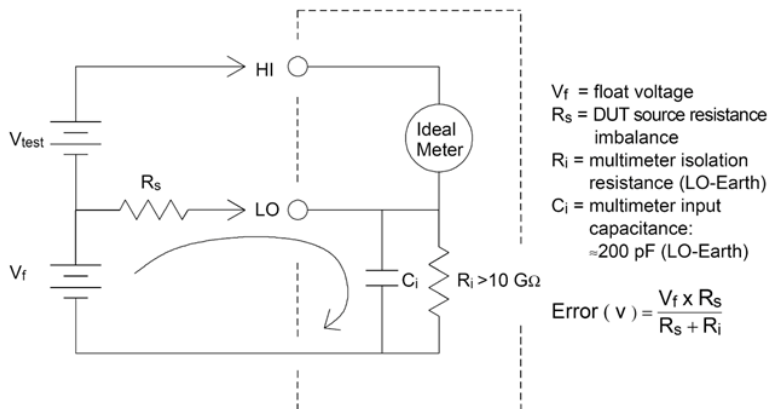 HI
Vtest
Ideal
Meter
Rs
LO
Vf
Ci
Ri >10 GΩ
Vf = float voltage
Rs = DUT source resistance
imbalance
Ri = multimeter isolation
resistance (LO-Earth)
Ci = multimeter input
capacitance:
≈200 pF (LO-Earth)
Error ( v ) = Vf x Rs / Rs + Ri